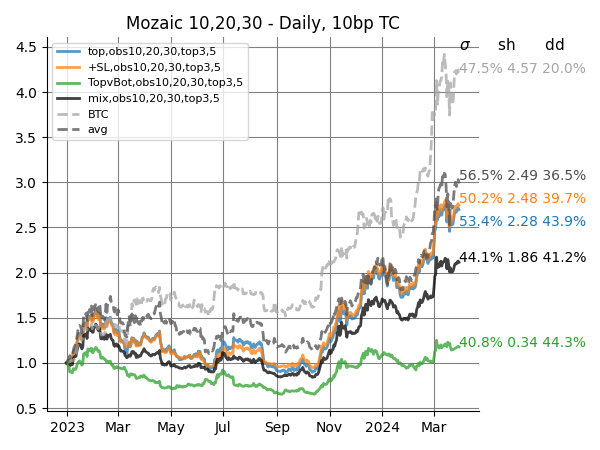 Mozaic 10,20,30 - Daily, 10bp TC
σ sh dd
top,obs10,20,30,top3,5
+SL,obs10,20,30,top3,5
TopvBot,obs10,20,30,top3,5
mix,obs10,20,30,top3,5
BTC
avg
47.5% 4.57 20.0%
56.5% 2.49 36.5%
50.2% 2.48 39.7%
53.4% 2.28 43.9%
44.1% 1.86 41.2%
40.8% 0.34 44.3%
4.5
4.0
3.5
3.0
2.5
2.0
1.5
1.0
0.5
2023 Mar May Jul Sep Nov 2024 Mar